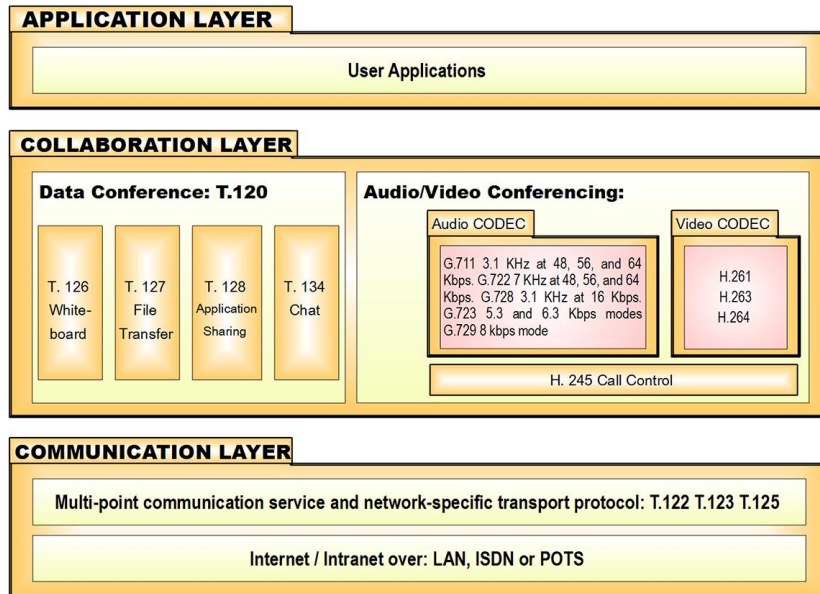 APPLICATION LAYER
User Applications
COLLABORATION LAYER
Data Conference: T.120
T. 126
White-
board
T. 127
File
Transfer
T. 128
Application
Sharing
T. 134
Chat
Audio/Video Conferencing:
Audio CODEC
G.711 3.1 KHz at 48, 56, and 64
Kbps. G.722 7 KHz at 48, 56, and 64
Kbps. G.728 3.1 KHz at 16 Kbps.
G.723 5.3 and 6.3 Kbps modes
G.729 8 kbps mode
Video CODEC
H.261
H.263
H.264
H. 245 Call Control
COMMUNICATION LAYER
Multi-point communication service and network-specific transport protocol: T.122 T.123 T.125
Internet / Intranet over: LAN, ISDN or POTS